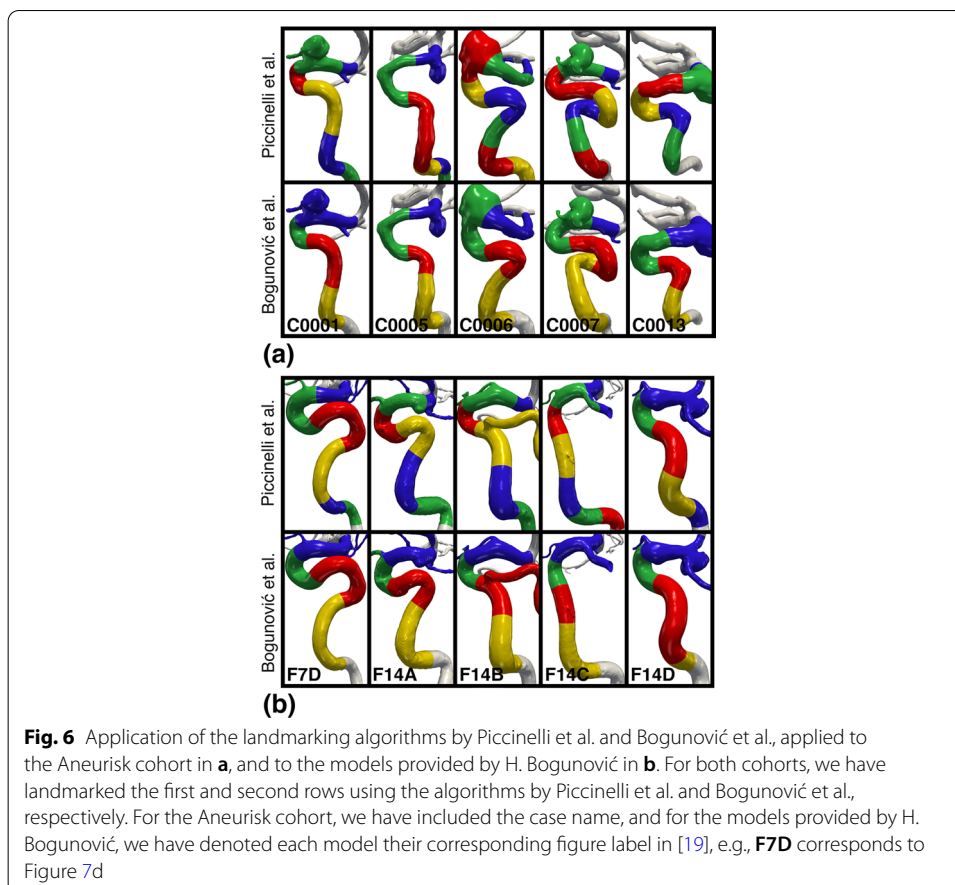 Piccinelli et al.
Bogunović et al.
C0001 C0005 C0006 C0007 C0013
(a)
Piccinelli et al.
Bogunović et al.
F7D F14A F14B F14C F14D
(b)
Fig. 6 Application of the landmarking algorithms by Piccinelli et al. and Bogunović et al., applied to
the Aneurisk cohort in a, and to the models provided by H. Bogunović in b. For both cohorts, we have
landmarked the first and second rows using the algorithms by Piccinelli et al. and Bogunović et al.,
respectively. For the Aneurisk cohort, we have included the case name, and for the models provided by H.
Bogunović, we have denoted each model their corresponding figure label in [19], e.g., F7D corresponds to
Figure 7d